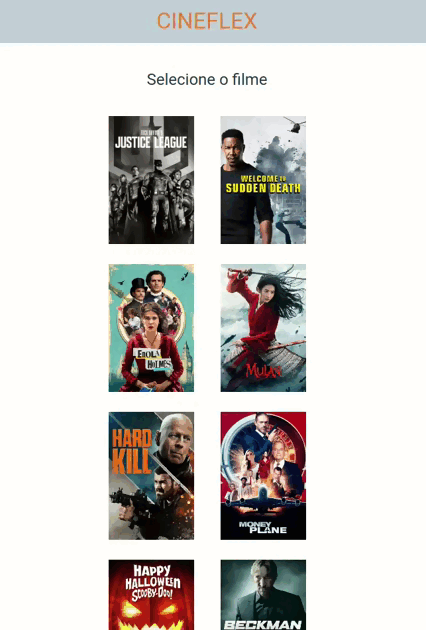 CINEFLEX
Selecione o filme
JUSTICE LEAGUE
WELCOME TO
SUDDEN DEATH
ENOLA
HOLMES
MULAN
HARD
KILL
MONEY
PLANE
HAPPY
HALLOWEEN
SCOOBY-DOO!
BECKMAN